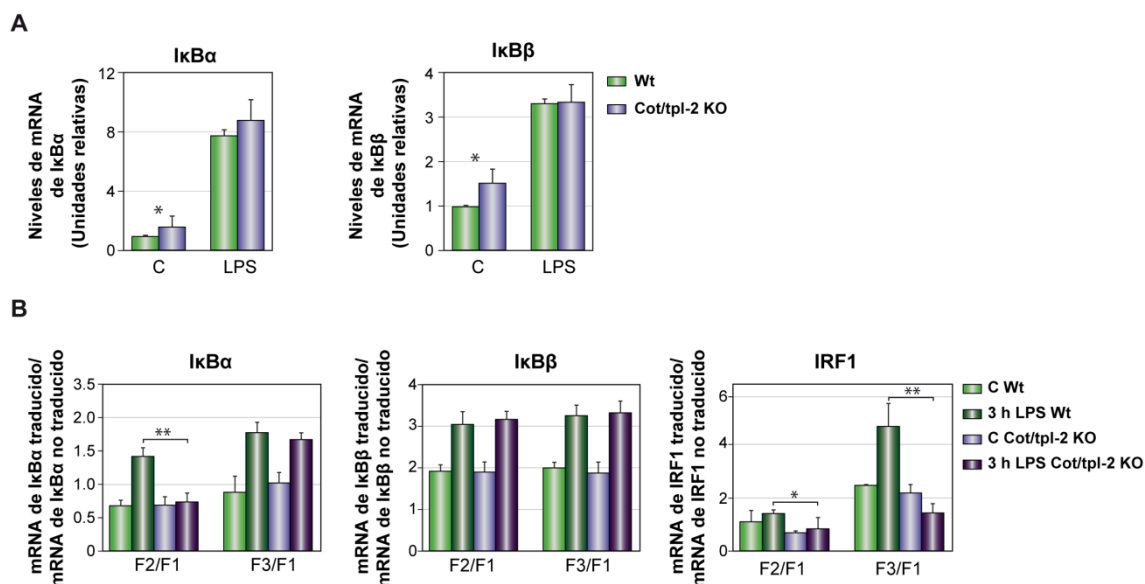 A
IκBα
Niveles de mRNA
de IκBα
(Unidades relativas)
12
8
4
0
*
C
LPS
IκBβ
Niveles de mRNA
de IκBβ
(Unidades relativas)
4
3
2
1
0
*
C
LPS
Wt
Cot/tpl-2 KO
B
IκBα
mRNA de IκBα traducido/
mRNA de IκBα no traducido
3.5
2.0
1.5
1.0
0.5
0
**
F2/F1
F3/F1
IκBβ
mRNA de IκBβ traducido/
mRNA de IκBβ no traducido
4
3
2
1
0
F2/F1
F3/F1
IRF1
mRNA de IRF1 traducido/
mRNA de IRF1 no traducido
6
4
2
0
*
**
F2/F1
F3/F1
C Wt
3 h LPS Wt
C Cot/tpl-2 KO
3 h LPS Cot/tpl-2 KO